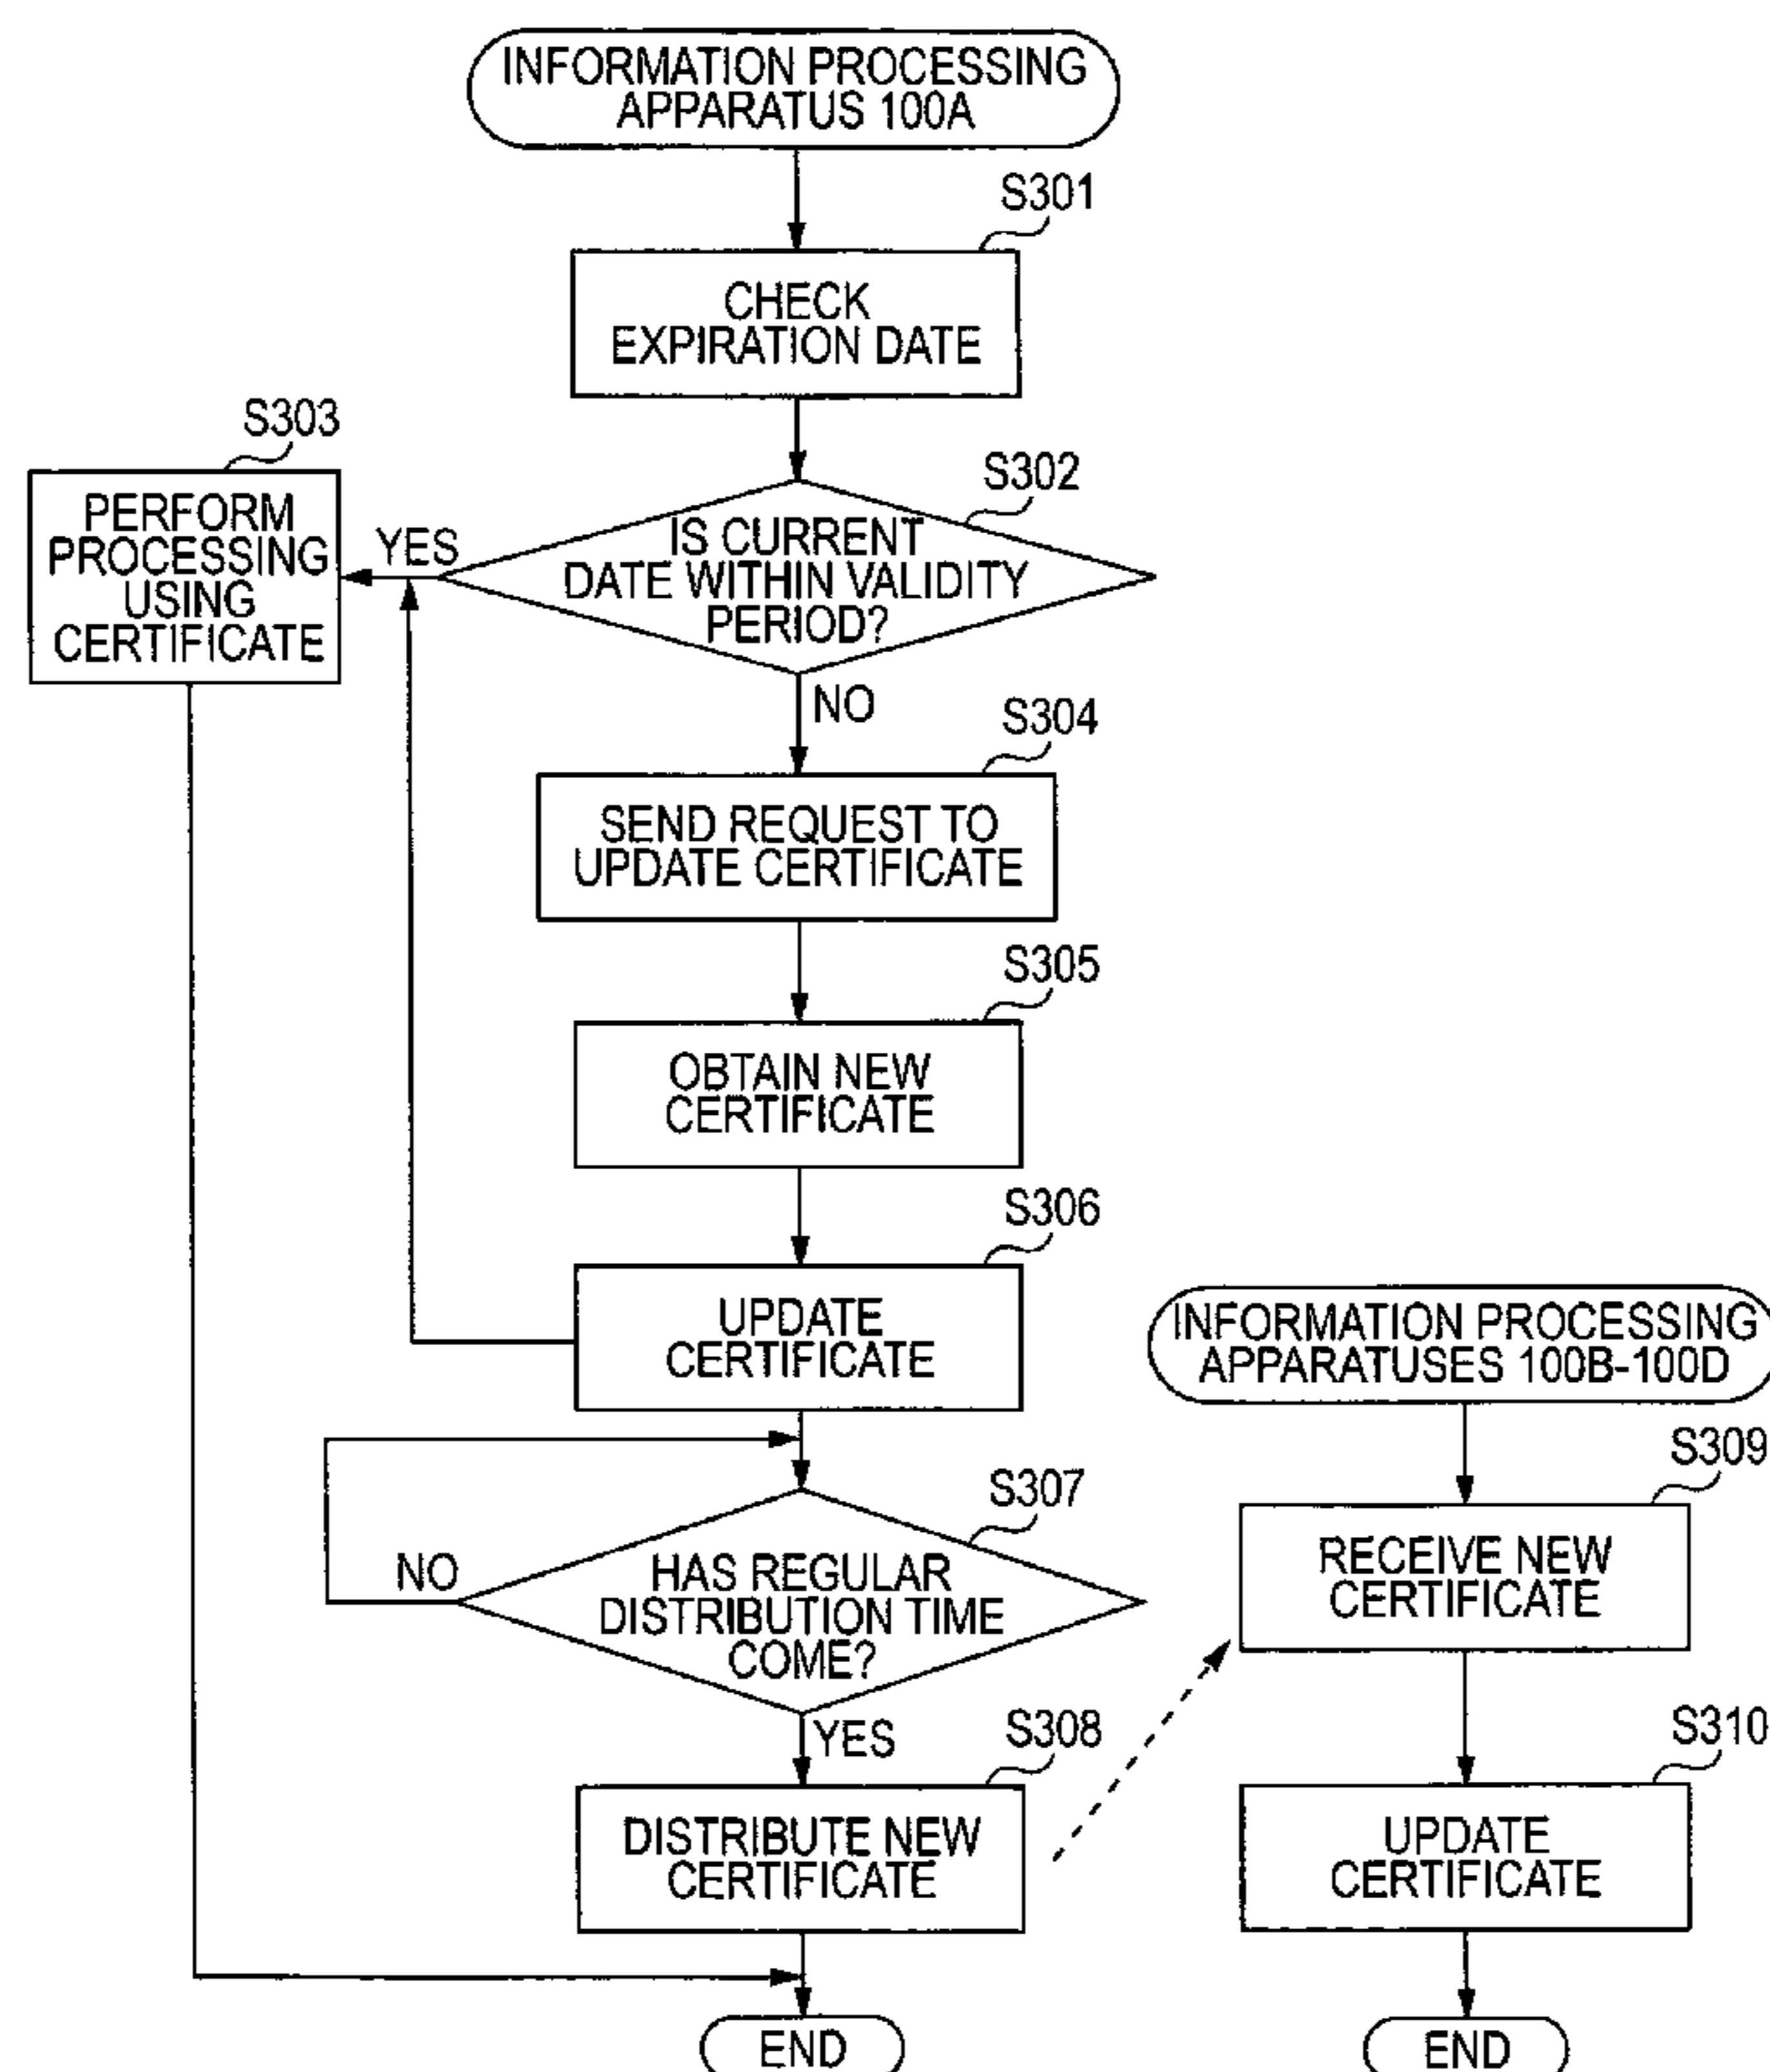 INFORMATION PROCESSING
APPARATUS 100A
S301
CHECK
EXPIRATION DATE
S303
PERFORM
PROCESSING
USING
CERTIFICATE
YES
S302
IS CURRENT
DATE WITHIN VALIDITY
PERIOD?
NO
S304
SEND REQUEST TO
UPDATE CERTIFICATE
S305
OBTAIN NEW
CERTIFICATE
S306
UPDATE
CERTIFICATE
S307
HAS REGULAR
DISTRIBUTION TIME
COME?
NO
YES
S308
DISTRIBUTE NEW
CERTIFICATE
END
INFORMATION PROCESSING
APPARATUSES 100B-100D
S309
RECEIVE NEW
CERTIFICATE
S310
UPDATE
CERTIFICATE
END